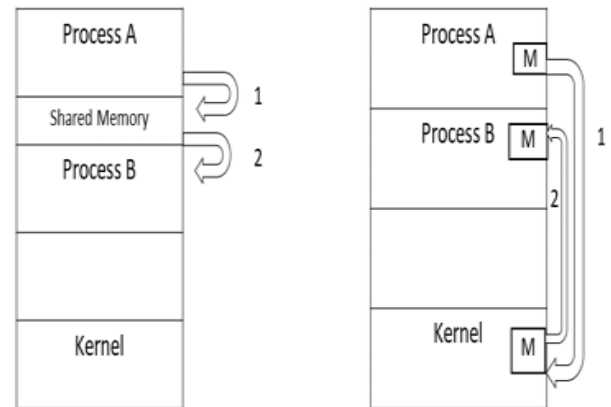 Process A
1
Shared Memory
2
Process B
Kernel
Process A
M
1
Process B
M
2
Kernel
M